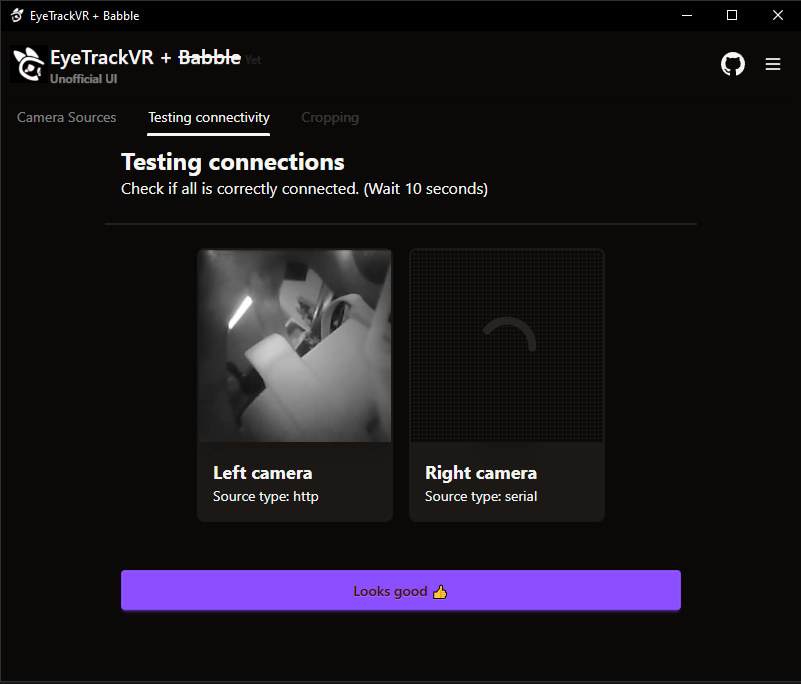 EyeTrackVR + Babble
EyeTrackVR + Babble Yet
Unofficial UI
Camera Sources
Testing connectivity
Cropping
Testing connections
Check if all is correctly connected. (Wait 10 seconds)
Left camera
Source type: http
Right camera
Source type: serial
Looks good 👍